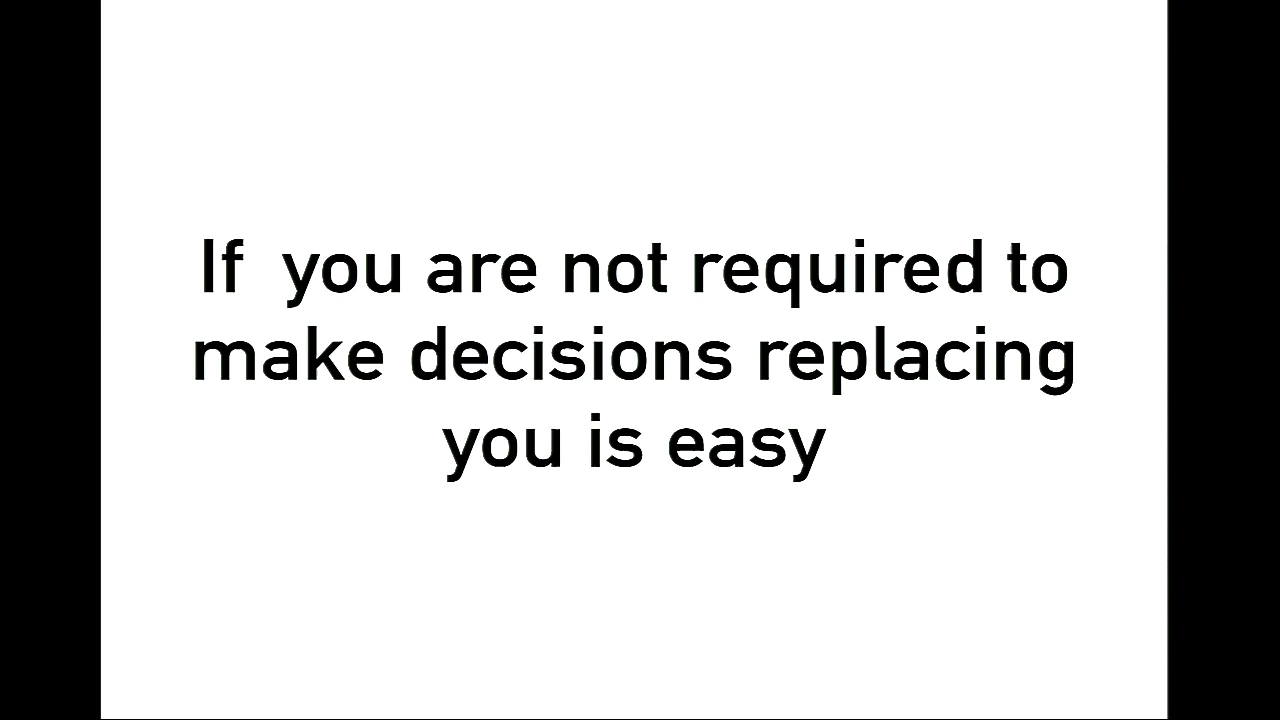 If  you are not required to
make decisions replacing
you is easy